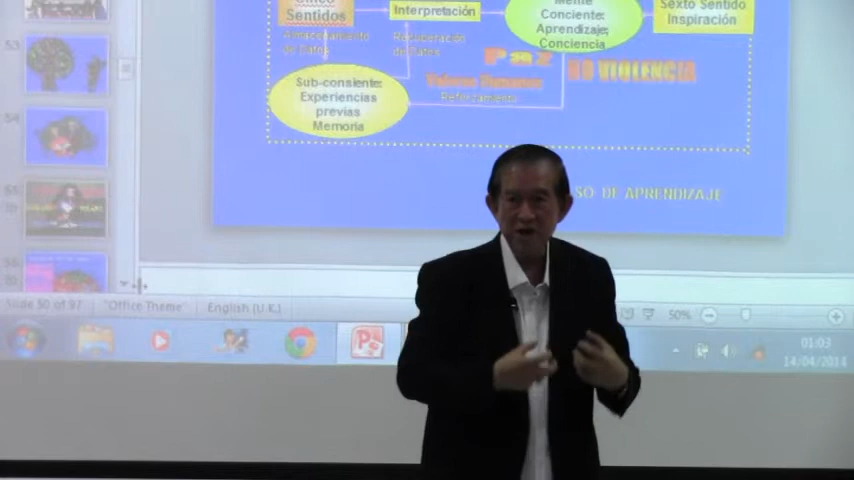 Cinco
Sentidos
Interpretación
Mente
Conciente:
Aprendizaje,
Conciencia
Sexto Sentido
Inspiración
Almacenamiento
de Datos
Recuperación
de Datos
Paz
Valores Humanos
NO VIOLENCIA
Reforzamiento
Sub-consiente:
Experiencias
previas
Memoria
SO DE APRENDIZAJE
53
54
Slide 50 of 97
"Office Theme"
English (U.K.)
50%
01:03
14/04/2014